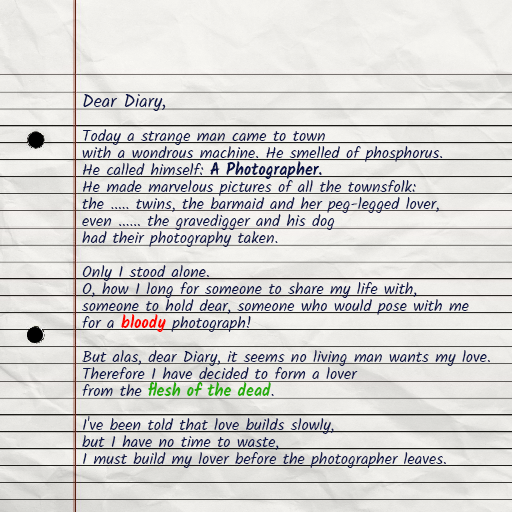 Dear Diary,
Today a strange man came to town
with a wondrous machine. He smelled of phosphorus.
He called himself: A Photographer.
He made marvelous pictures of all the townsfolk:
the ..... twins, the barmaid and her peg-legged lover,
even ...... the gravedigger and his dog
had their photography taken.
Only I stood alone.
O, how I long for someone to share my life with,
someone to hold dear, someone who would pose with me
for a bloody photograph!
But alas, dear Diary, it seems no living man wants my love.
Therefore I have decided to form a lover
from the flesh of the dead.
I've been told that love builds slowly,
but I have no time to waste,
I must build my lover before the photographer leaves.